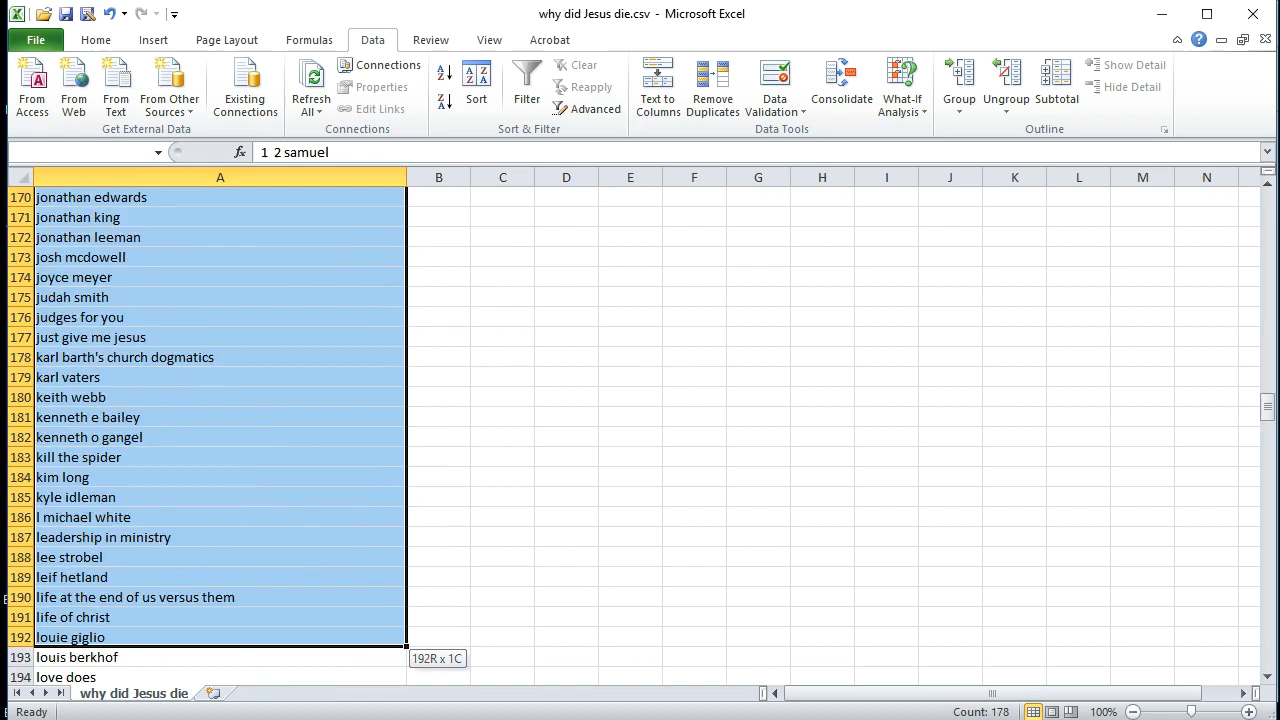 why did Jesus die.csv - Microsoft Excel
File Home Insert Page Layout Formulas Data Review View Acrobat
From Access
From Web
From Text
From Other Sources
Existing Connections
Get External Data
Refresh All
Connections
Properties
Edit Links
Connections
Sort
Filter
Clear
Reapply
Advanced
Sort & Filter
Text to Columns
Remove Duplicates
Data Validation
Consolidate
What-If Analysis
Data Tools
Group
Ungroup
Subtotal
Show Detail
Hide Detail
Outline
fx 1 2 samuel
A B C D E F G H I J K L M N
170 jonathan edwards
171 jonathan king
172 jonathan leeman
173 josh mcdowell
174 joyce meyer
175 judah smith
176 judges for you
177 just give me jesus
178 karl barth's church dogmatics
179 karl vaters
180 keith webb
181 kenneth e bailey
182 kenneth o gangel
183 kill the spider
184 kim long
185 kyle idleman
186 l michael white
187 leadership in ministry
188 lee strobel
189 leif hetland
190 life at the end of us versus them
191 life of christ
192 louie giglio
193 louis berkhof
192R x 1C
194 love does
why did Jesus die
Ready Count: 178 100%